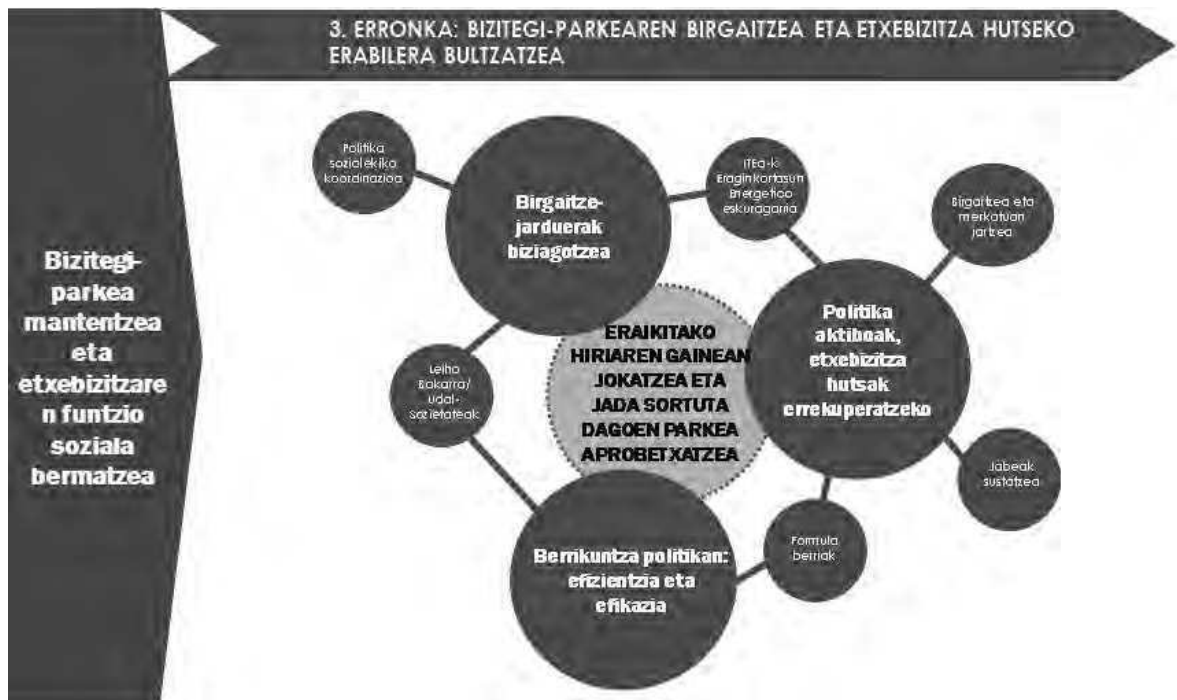 3. ERRONKA: BIZITEGI-PARKEAREN BIRGAITZEA ETA ETXEBIZITZA HUTSEKO
ERABILERA BULTZATZEA
Bizitegi-
parkea
mantentzea
eta
etxebizitzare
n funtzio
soziala
bermatzea
Politika
sozialekiko
koordinazioa
Birgaitze-
jarduerak
biziagotzea
ITEa-k
Eraginkortasun
Energetico
eskuragarria
Birgaitzea eta
merkatuan
jartzea
Politika
aktiboak,
etxebizitza
hutsak
errekuperatzeko
ERAIKITAKO
HIRIAREN GAINEAN
JOKATZEA ETA
JADA SORTUTA
DAGOEN PARKEA
APROBETXATZEA
Leiho
Bakarra/
Udal-
sozietateak
Jabeak
sustatzea
Formula
berriak
Berrikuntza politikan:
efizientzia eta
efikazia